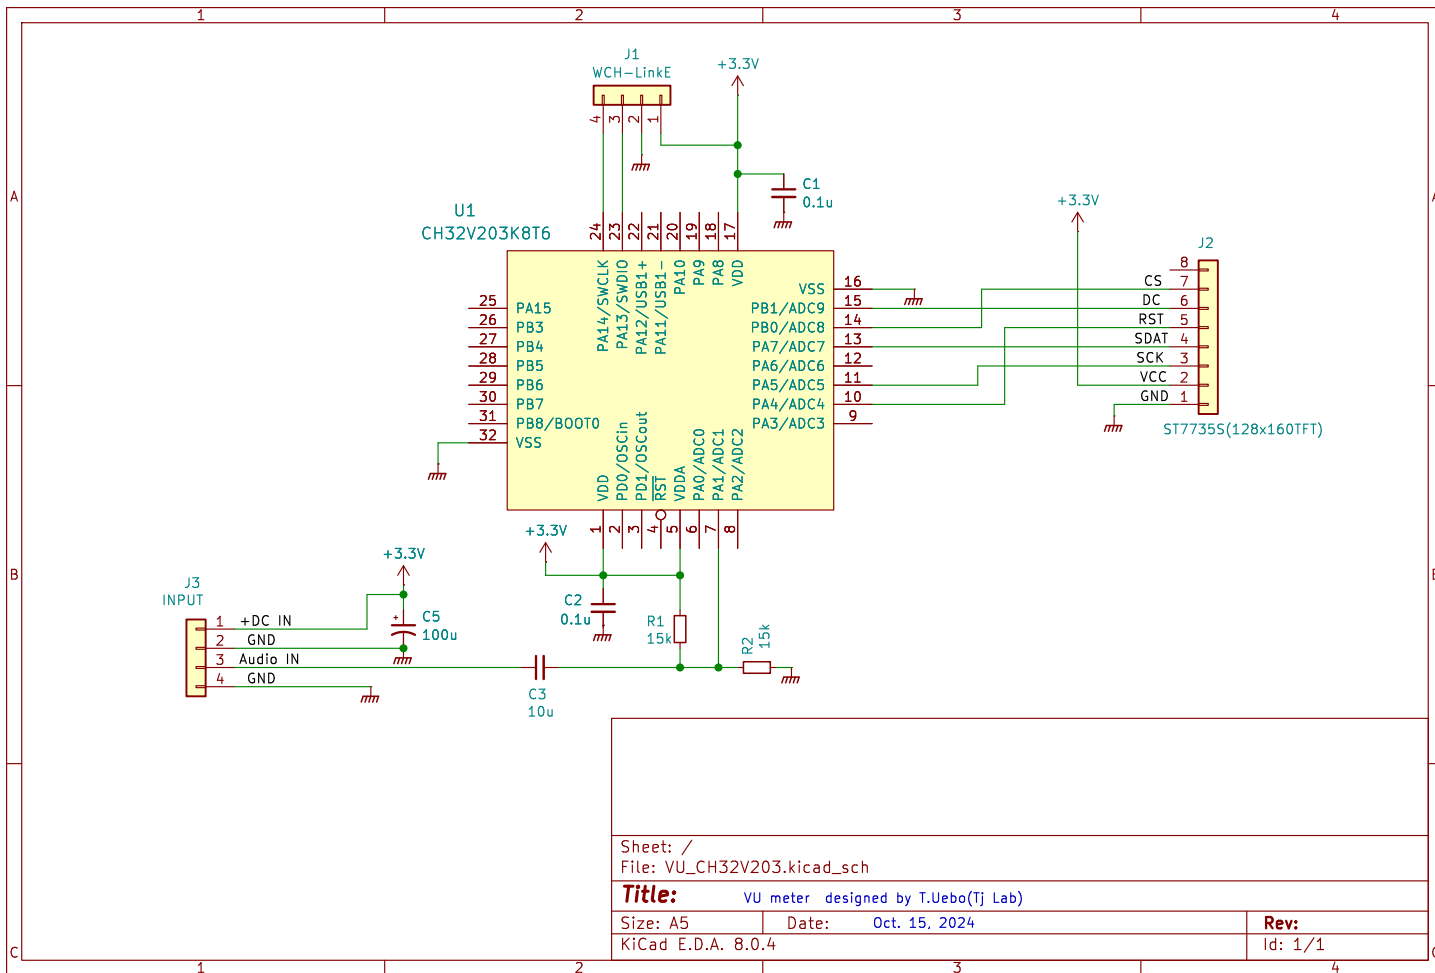 1 2 3 4
J1
WCH-LinkE
+3.3V
4 3 2 1
C1
0.1u
A
U1
CH32V203K8T6
24 23 22 21 20 19 18 17
PA14/SWCLK
PA13/SWDIO
PA12/USB1+
PA11/USB1-
PA10
PA9
PA8
VDD
25 PA15
26 PB3
27 PB4
28 PB5
29 PB6
30 PB7
31 PB8/BOOT0
32 VSS
VSS 16
PB1/ADC9 15
PB0/ADC8 14
PA7/ADC7 13
PA6/ADC6 12
PA5/ADC5 11
PA4/ADC4 10
PA3/ADC3 9
VDD
PD0/OSCin
PD1/OSCout
RST
VDDA
PA0/ADC0
PA1/ADC1
PA2/ADC2
1 2 3 4 5 6 7 8
+3.3V
J2
8
CS 7
DC 6
RST 5
SDAT 4
SCK 3
VCC 2
GND 1
ST7735S(128x160TFT)
+3.3V
+3.3V
B
J3
INPUT
1 +DC IN
2 GND
3 Audio IN
4 GND
+
C5
100u
C2
0.1u
R1
15k
R2
15k
C3
10u
Sheet: /
File: VU_CH32V203.kicad_sch
Title: VU meter designed by T.Uebo(Tj Lab)
Size: A5 Date: Oct. 15, 2024 Rev:
KiCad E.D.A. 8.0.4 Id: 1/1
C
1 2 3 4